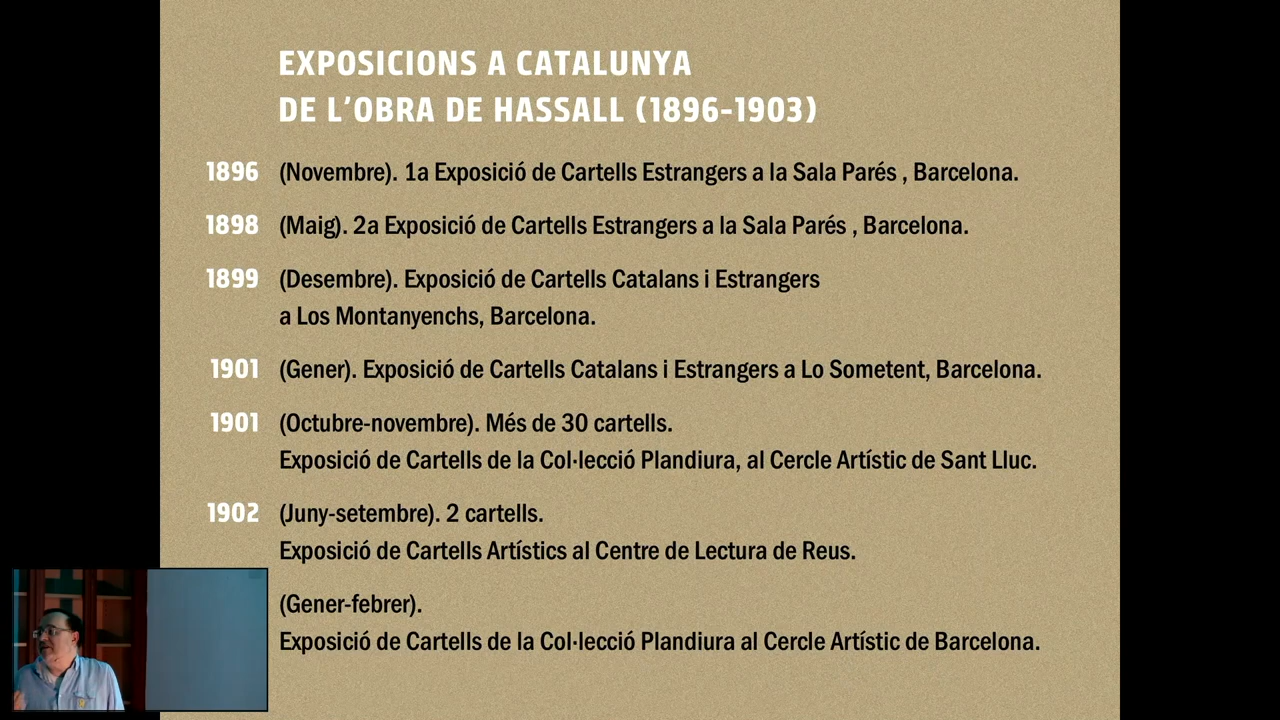 EXPOSICIONS A CATALUNYA
DE L'OBRA DE HASSALL (1896-1903)
1896 (Novembre). 1a Exposició de Cartells Estrangers a la Sala Parés , Barcelona.
1898 (Maig). 2a Exposició de Cartells Estrangers a la Sala Parés , Barcelona.
1899 (Desembre). Exposició de Cartells Catalans i Estrangers
a Los Montanyenchs, Barcelona.
1901 (Gener). Exposició de Cartells Catalans i Estrangers a Lo Sometent, Barcelona.
1901 (Octubre-novembre). Més de 30 cartells.
Exposició de Cartells de la Col·lecció Plandiura, al Cercle Artístic de Sant Lluc.
1902 (Juny-setembre). 2 cartells.
Exposició de Cartells Artístics al Centre de Lectura de Reus.
(Gener-febrer).
Exposició de Cartells de la Col·lecció Plandiura al Cercle Artístic de Barcelona.